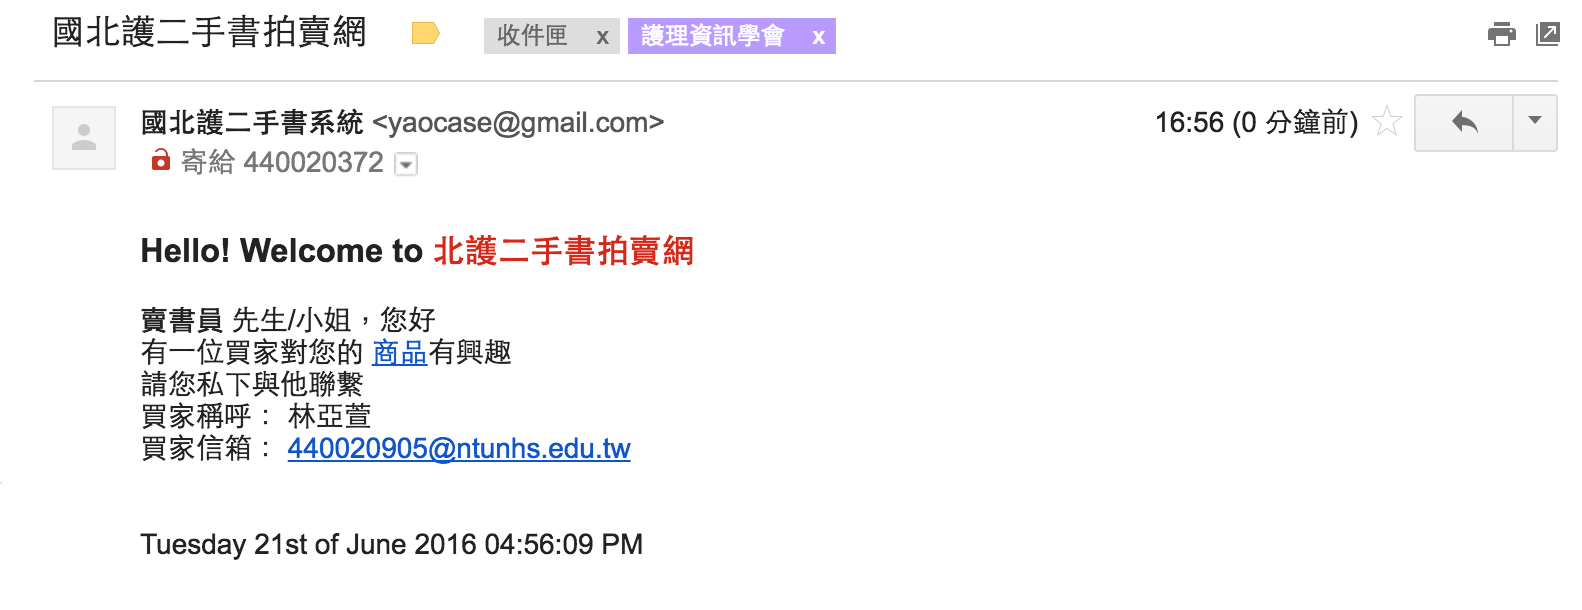 國北護二手書拍賣網 收件匣 x 護理資訊學會 x
國北護二手書系統 <yaocase@gmail.com> 16:56 (0 分鐘前)
寄給 440020372
Hello! Welcome to 北護二手書拍賣網
賣書員 先生/小姐，您好
有一位買家對您的 商品有興趣
請您私下與他聯繫
買家稱呼： 林亞萱
買家信箱： 440020905@ntunhs.edu.tw
Tuesday 21st of June 2016 04:56:09 PM